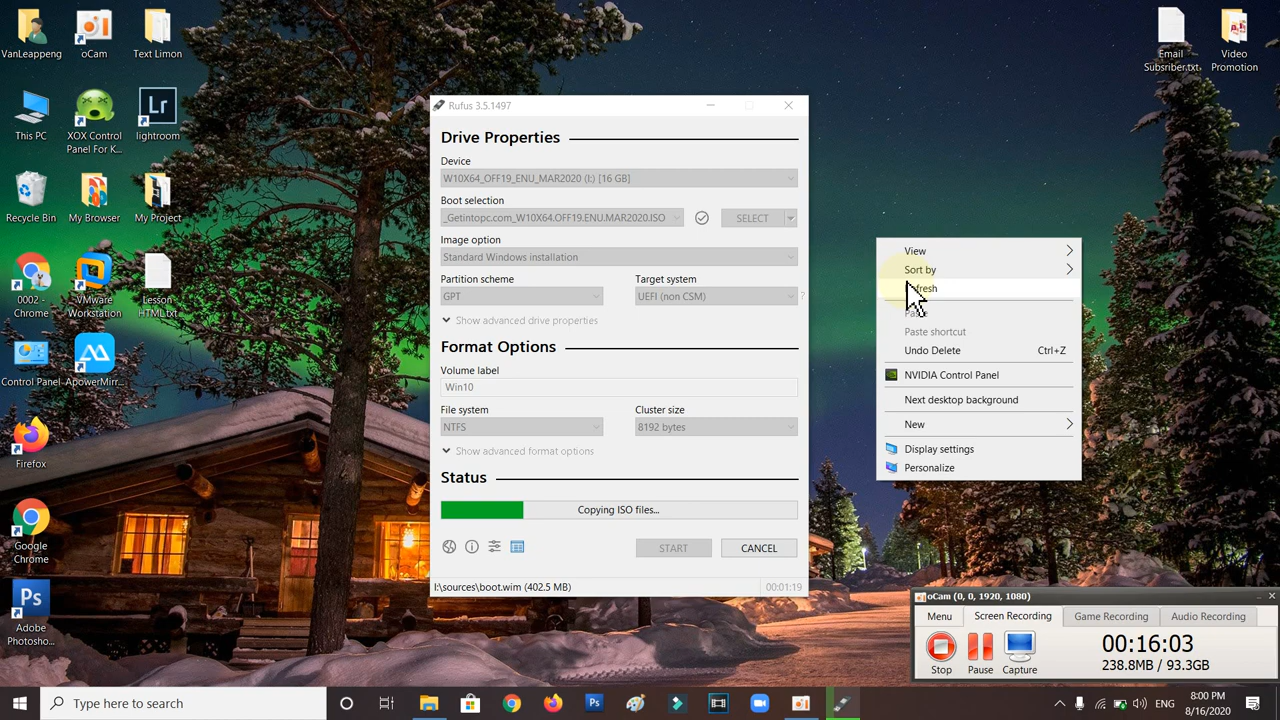 VanLeappeng
oCam
Text Limon
This PC
XOX Control
Panel For K...
lightroom
Recycle Bin
My Browser
My Project
0002 -
Chrome
VMware
Workstation
Lesson
HTML.txt
Control Panel
ApowerMirr...
Firefox
Google
Chrome
Adobe
Photosho...
Email
Subsriber.txt
Video
Promotion
Lr
Ps
Rufus 3.5.1497
Drive Properties
Device
W10X64_OFF19_ENU_MAR2020 (I:) [16 GB]
Boot selection
_Getintopc.com_W10X64.OFF19.ENU.MAR2020.ISO
SELECT
Image option
Standard Windows installation
Partition scheme
Target system
GPT
UEFI (non CSM)
?
Show advanced drive properties
Format Options
Volume label
Win10
File system
Cluster size
NTFS
8192 bytes
Show advanced format options
Status
Copying ISO files...
START
CANCEL
I:\sources\boot.wim (402.5 MB)
00:01:19
View
Sort by
Refresh
Paste
Paste shortcut
Undo Delete Ctrl+Z
NVIDIA Control Panel
Next desktop background
New
Display settings
Personalize
oCam (0, 0, 1920, 1080)
Menu
Screen Recording
Game Recording
Audio Recording
Stop
Pause
Capture
00:16:03
238.8MB / 93.3GB
Type here to search
Ps
ENG
8:00 PM
8/16/2020